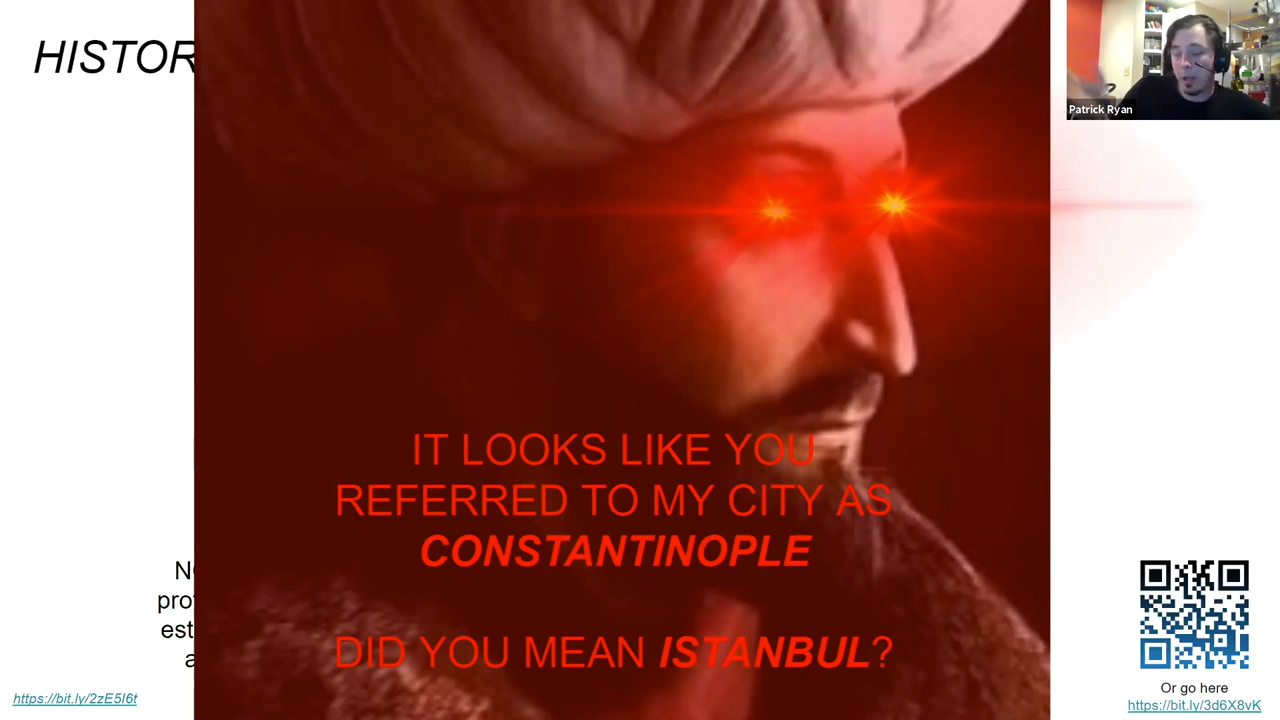 HISTOR
Patrick Ryan
IT LOOKS LIKE YOU
REFERRED TO MY CITY AS
CONSTANTINOPLE
DID YOU MEAN ISTANBUL?
https://bit.ly/2zE5I6t
Or go here
https://bit.ly/3d6X8vK